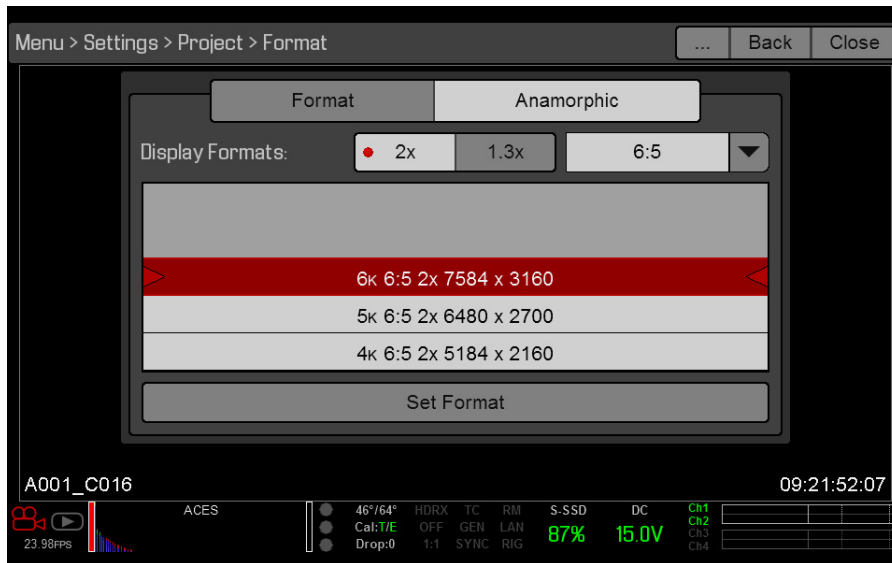 Menu > Settings > Project > Format
...
Back
Close
Format
Anamorphic
Display Formats:
2x
1.3x
6:5
6K 6:5 2x 7584 x 3160
5K 6:5 2x 6480 x 2700
4K 6:5 2x 5184 x 2160
Set Format
A001_C016
09:21:52:07
23.98FPS
ACES
46°/64° HDRX TC RM
Cal:T/E OFF GEN LAN
Drop:0 1:1 SYNC RIG
S-SSD
87%
DC
15.0V
Ch1
Ch2
Ch3
Ch4